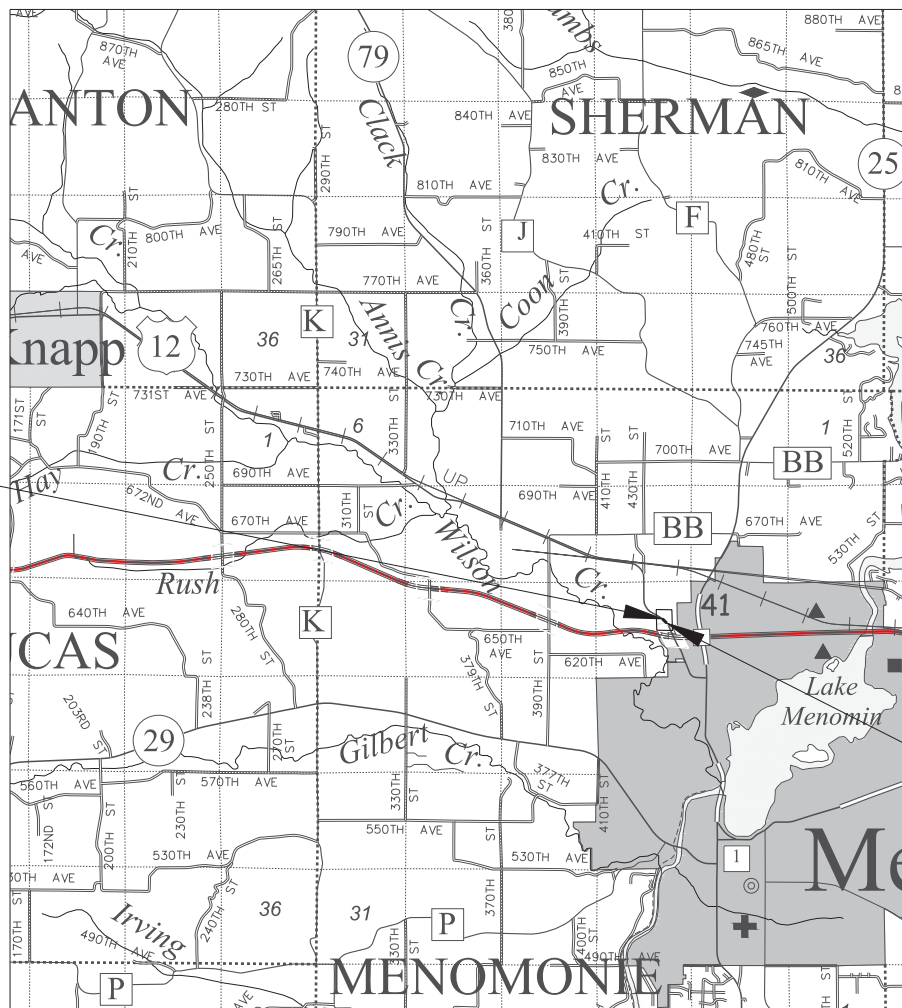 AVE
870TH AVE
79
380
umbs
880TH AVE
865TH AVE
850TH AVE
ANTON
280TH ST
Clack
840TH AVE
SHERMAN
8
290TH ST
830TH AVE
25
810TH AVE
810TH AVE
Cr.
210TH ST
Cr.
800TH AVE
265TH ST
790TH AVE
360TH ST
J
F
410TH ST
480TH ST
500TH ST
AVE
770TH AVE
Coon
390TH ST
Knapp
12
36
K
31
Annis Cr.
Cr.
750TH AVE
760TH AVE
745TH AVE
36
730TH AVE
740TH AVE
731ST AVE
730TH AVE
171ST ST
190TH ST
250TH ST
1
6
330TH ST
710TH AVE
700TH AVE
1
520TH ST
BB
Hay Cr.
690TH AVE
UP
690TH AVE
410TH ST
430TH ST
672ND AVE
670TH AVE
310TH ST
Cr.
Wilson Cr.
BB
670TH AVE
530TH ST
Rush
41
640TH AVE
280TH ST
K
650TH AVE
UCAS
238TH ST
379TH ST
620TH AVE
390TH ST
Lake Menomin
203RD ST
29
270TH ST
Gilbert Cr.
377TH ST
560TH AVE
570TH AVE
330TH ST
410TH ST
172ND ST
200TH ST
230TH ST
550TH AVE
530TH AVE
530TH AVE
1
Me
30TH AVE
170TH ST
240TH ST
36
31
370TH ST
Irving
490TH AVE
330TH ST
P
400TH ST
490TH AVE
P
MENOMONIE